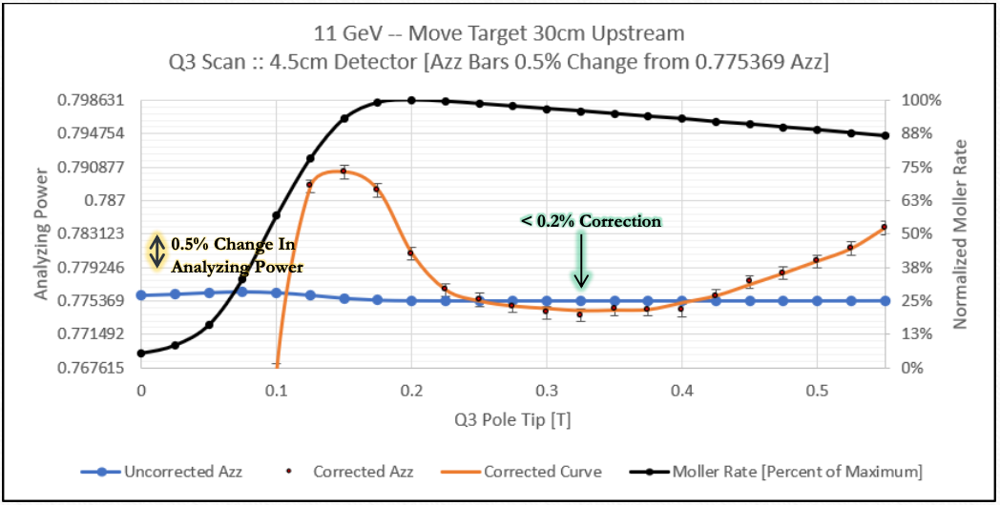 11 GeV -- Move Target 30cm Upstream
Q3 Scan :: 4.5cm Detector [Azz Bars 0.5% Change from 0.775369 Azz]
0.798631
0.794754
0.790877
0.787
0.783123
0.779246
0.775369
0.771492
0.767615
Analyzing Power
0.5% Change In
Analyzing Power
< 0.2% Correction
100%
88%
75%
63%
50%
38%
25%
13%
0%
Normalized Moller Rate
0
0.1
0.2
0.3
0.4
0.5
Q3 Pole Tip [T]
Uncorrected Azz
Corrected Azz
Corrected Curve
Moller Rate [Percent of Maximum]